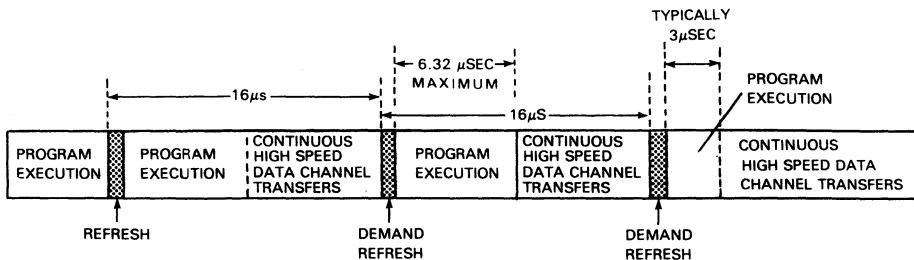 TYPICALLY
3μSEC
6.32 μSEC
MAXIMUM
PROGRAM
EXECUTION
16μs
16μS
PROGRAM
EXECUTION
PROGRAM
EXECUTION
CONTINUOUS
HIGH SPEED
DATA CHANNEL
TRANSFERS
PROGRAM
EXECUTION
CONTINUOUS
HIGH SPEED
DATA CHANNEL
TRANSFERS
CONTINUOUS
HIGH SPEED DATA
CHANNEL TRANSFERS
REFRESH
DEMAND
REFRESH
DEMAND
REFRESH